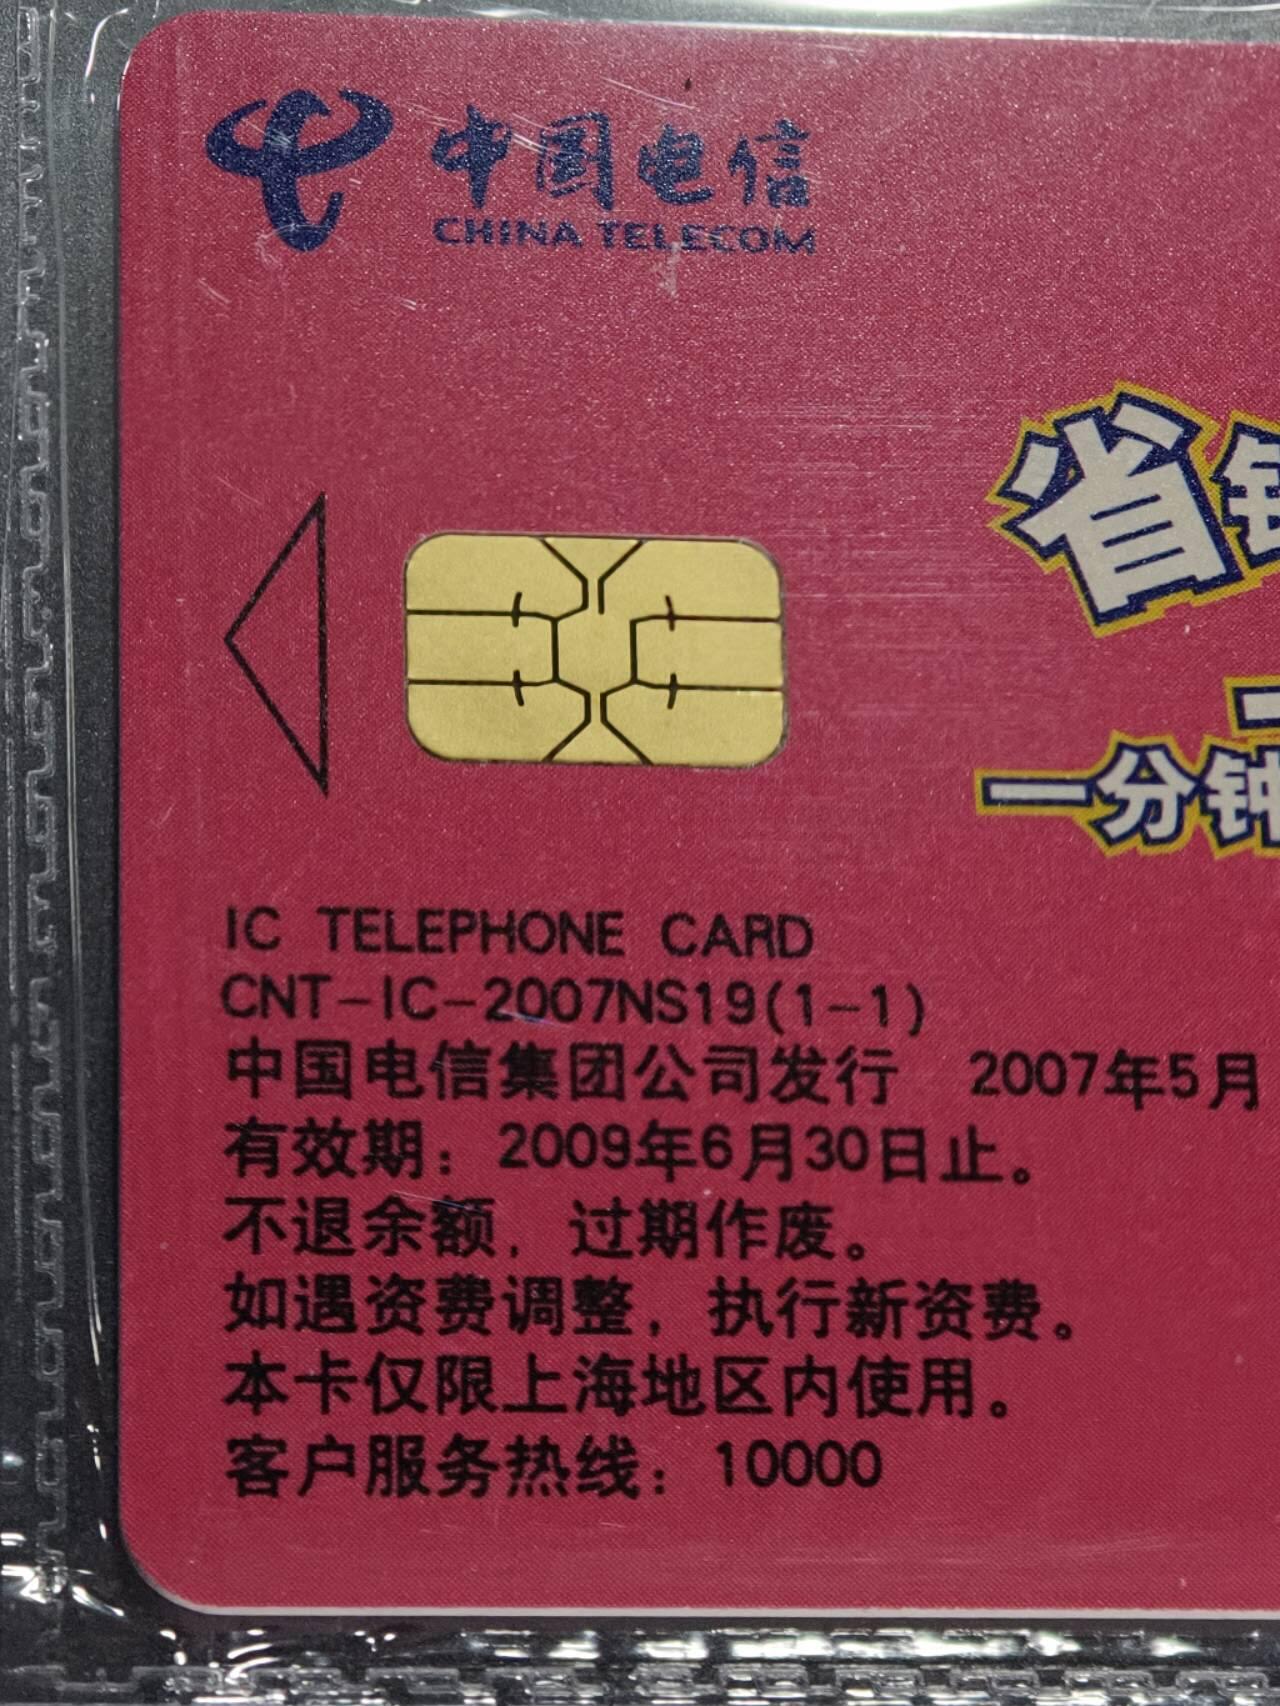 中国电信
CHINA TELECOM
省
一分钟
IC TELEPHONE CARD
CNT-IC-2007NS19(1-1)
中国电信集团公司发行 2007年5月
有效期：2009年6月30日止。
不退余额，过期作废。
如遇资费调整，执行新资费。
本卡仅限上海地区内使用。
客户服务热线：10000